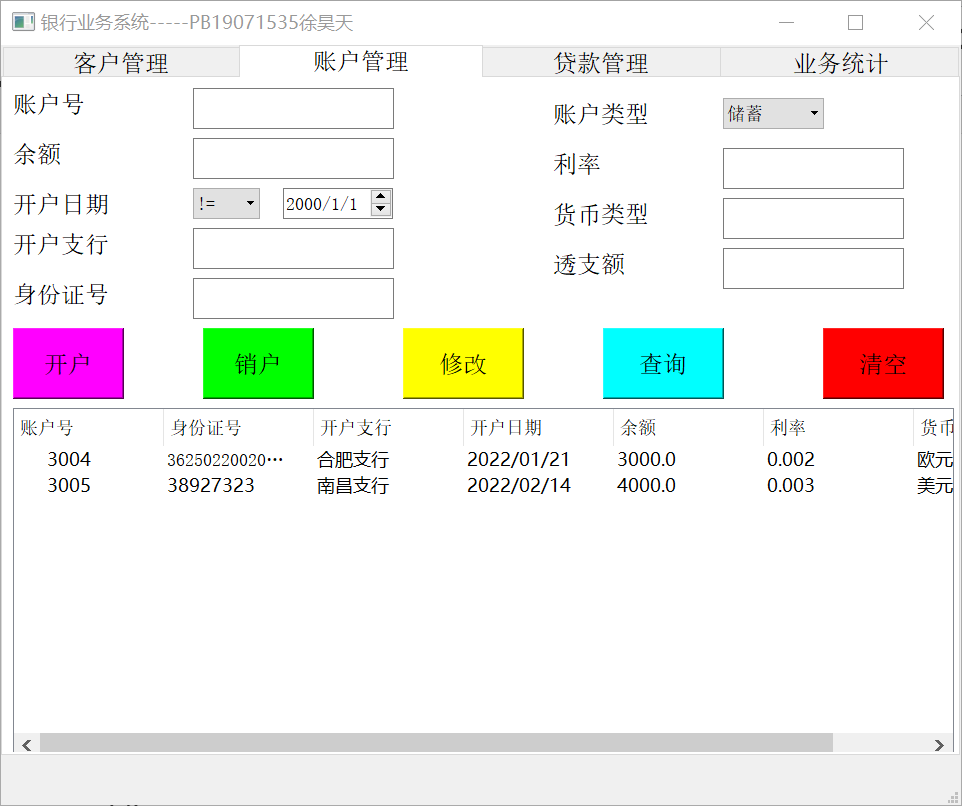 银行业务系统-----PB19071535徐昊天
客户管理 账户管理 贷款管理 业务统计
账户号 账户类型 储蓄
余额 利率
开户日期 != 2000/1/1 货币类型
开户支行 透支额
身份证号
开户 销户 修改 查询 清空
账户号 身份证号 开户支行 开户日期 余额 利率 货币
3004 36250220020… 合肥支行 2022/01/21 3000.0 0.002 欧元
3005 38927323 南昌支行 2022/02/14 4000.0 0.003 美元